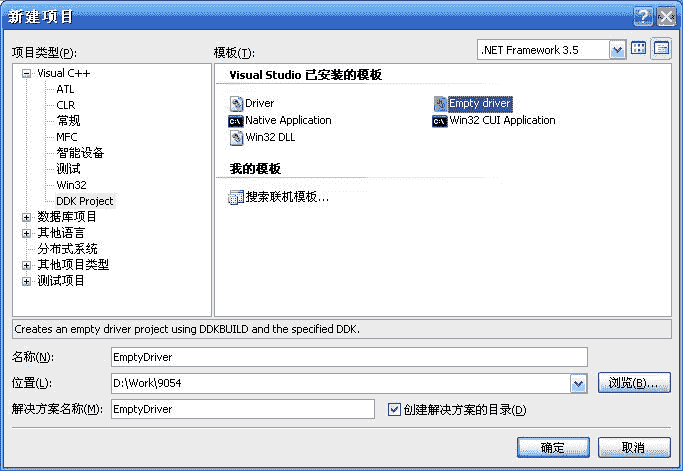 新建项目
项目类型(P):
模板(T):
.NET Framework 3.5
Visual C++
ATL
CLR
常规
MFC
智能设备
测试
Win32
DDK Project
数据库项目
其他语言
分布式系统
其他项目类型
测试项目
Visual Studio 已安装的模板
Driver
Empty driver
Native Application
Win32 CUI Application
Win32 DLL
我的模板
搜索联机模板...
Creates an empty driver project using DDKBUILD and the specified DDK.
名称(N):
EmptyDriver
位置(L):
D:\Work\9054
浏览(B)...
解决方案名称(M):
EmptyDriver
创建解决方案的目录(D)
确定
取消